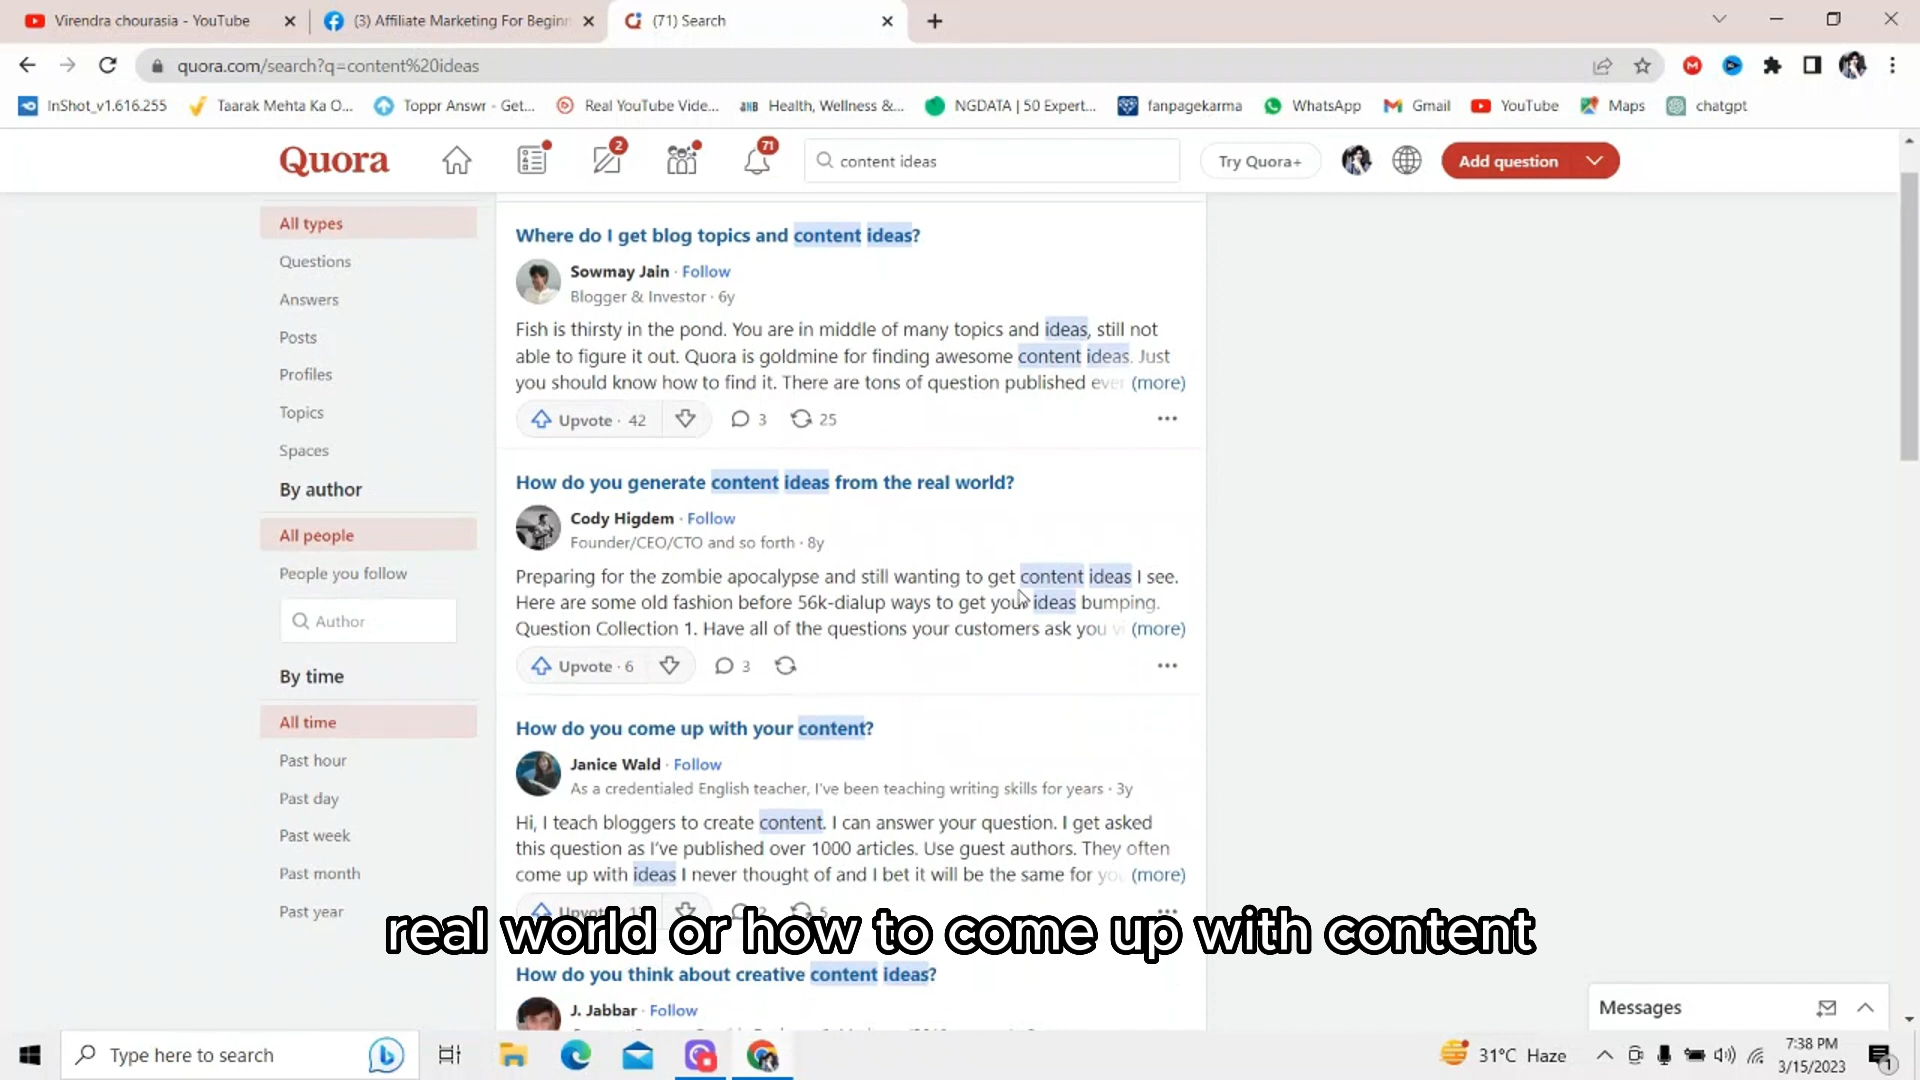 Virendra chourasia - YouTube
(3) Affiliate Marketing For Beginn
(71) Search
quora.com/search?q=content%20ideas
InShot_v1.616.255
Taarak Mehta Ka O...
Toppr Answr - Get...
Real YouTube Vide...
Health, Wellness &...
NGDATA | 50 Expert...
fanpagekarma
WhatsApp
Gmail
YouTube
Maps
chatgpt
Quora
2
71
content ideas
Try Quora+
Add question
All types
Questions
Answers
Posts
Profiles
Topics
Spaces
By author
All people
People you follow
Author
By time
All time
Past hour
Past day
Past week
Past month
Past year
Where do I get blog topics and content ideas?
Sowmay Jain · Follow
Blogger & Investor · 6y
Fish is thirsty in the pond. You are in middle of many topics and ideas, still not
able to figure it out. Quora is goldmine for finding awesome content ideas. Just
you should know how to find it. There are tons of question published ever (more)
Upvote · 42 3 25
How do you generate content ideas from the real world?
Cody Higdem · Follow
Founder/CEO/CTO and so forth · 8y
Preparing for the zombie apocalypse and still wanting to get content ideas I see.
Here are some old fashion before 56k-dialup ways to get your ideas bumping.
Question Collection 1. Have all of the questions your customers ask you vi (more)
Upvote · 6 3
How do you come up with your content?
Janice Wald · Follow
As a credentialed English teacher, I've been teaching writing skills for years · 3y
Hi, I teach bloggers to create content. I can answer your question. I get asked
this question as I've published over 1000 articles. Use guest authors. They often
come up with ideas I never thought of and I bet it will be the same for you (more)
Upvote 5
real world or how to come up with content
How do you think about creative content ideas?
J. Jabbar · Follow
Messages
Type here to search
31°C Haze
7:38 PM
3/15/2023
1